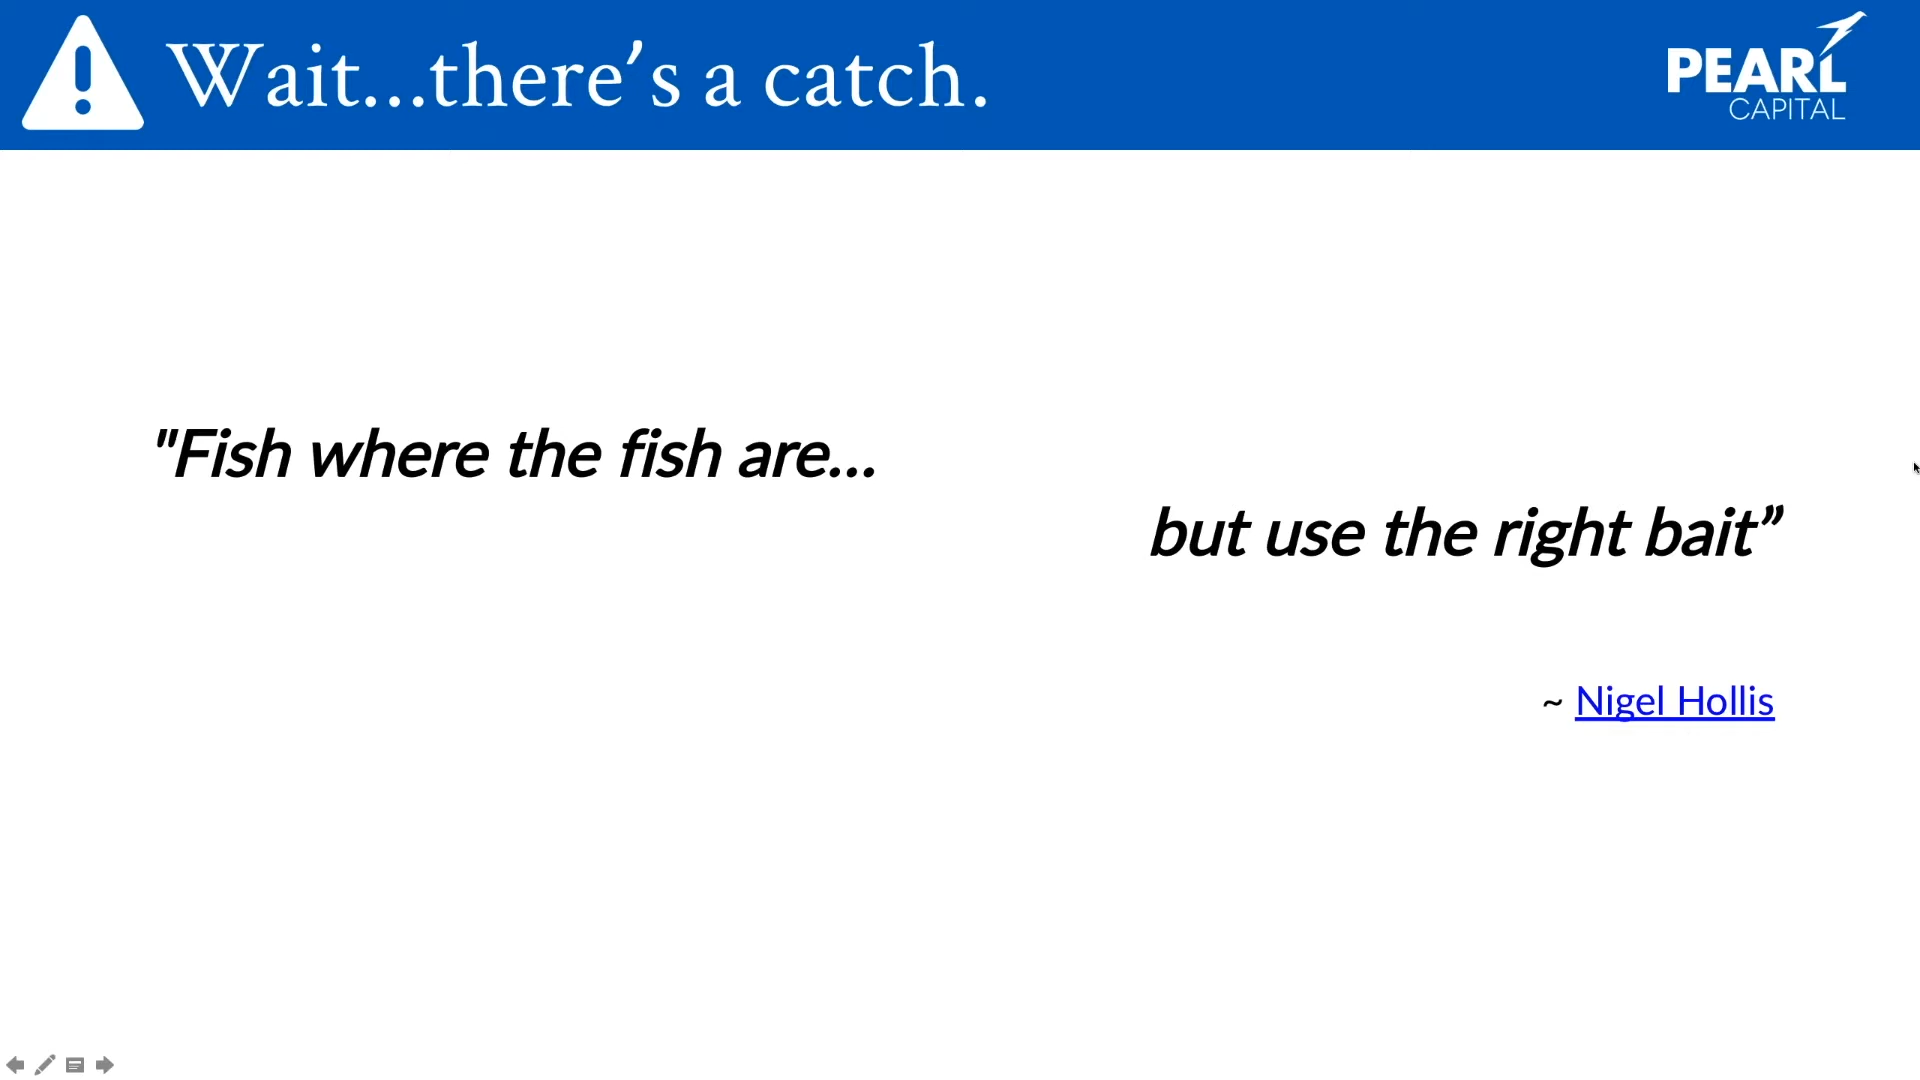 Wait...there’s a catch.
PEARL
CAPITAL
"Fish where the fish are...
but use the right bait”
~ Nigel Hollis